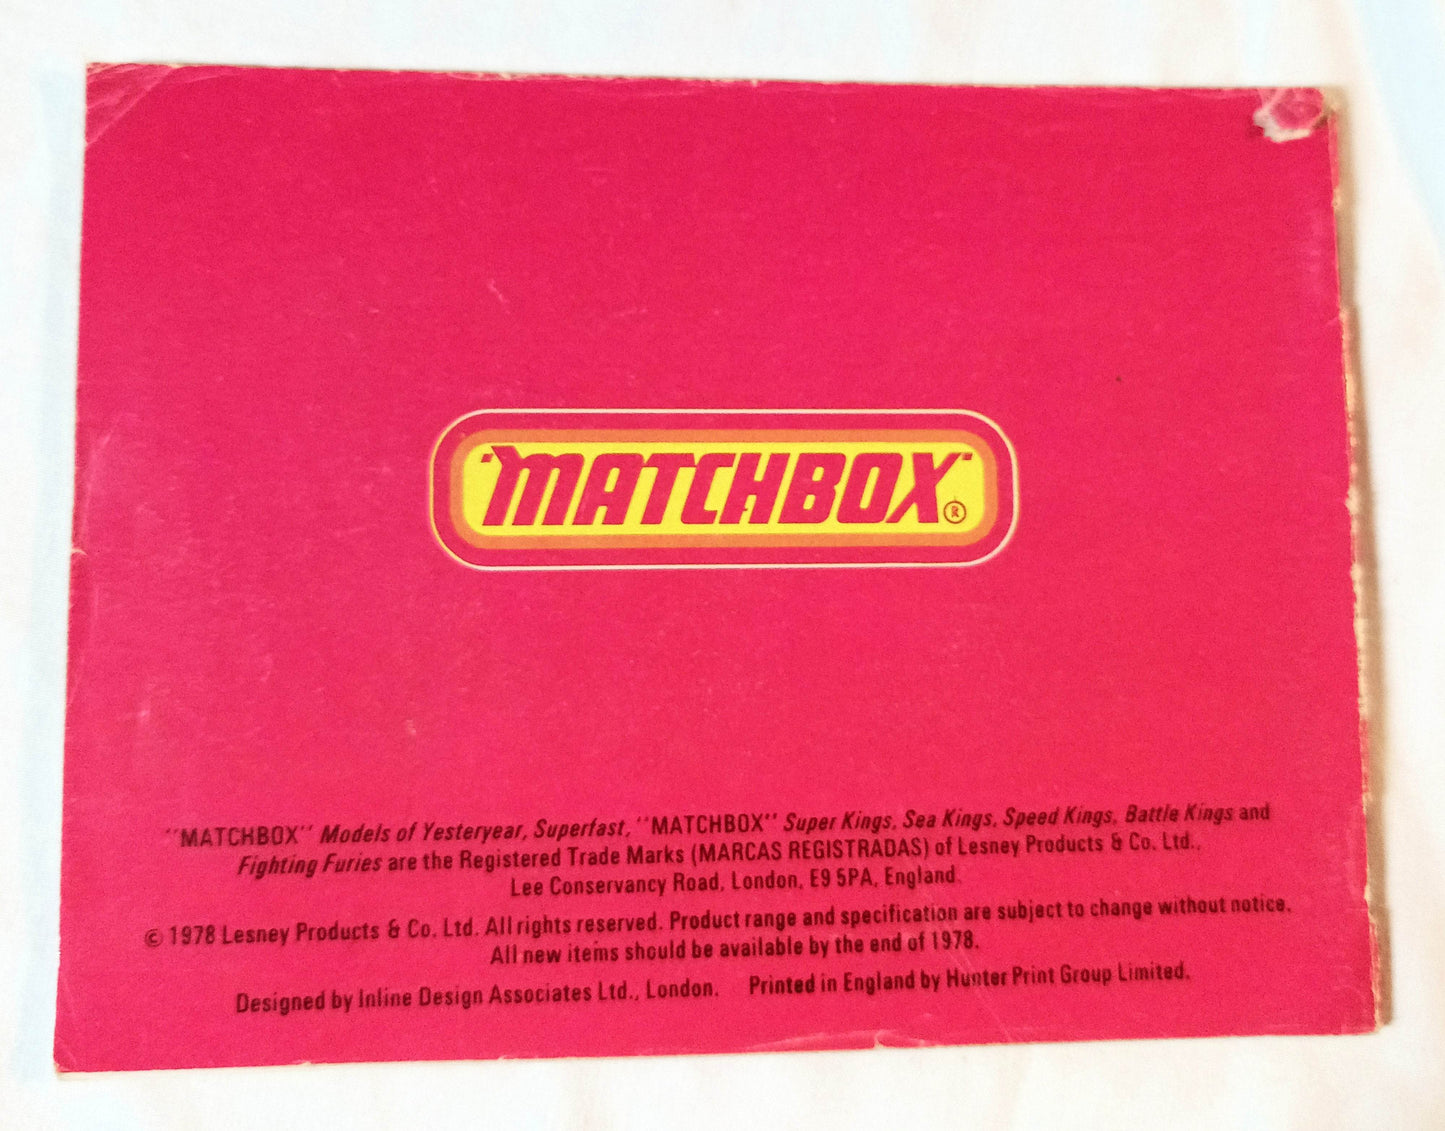 "MATCHBOX" ®
"MATCHBOX" Models of Yesteryear, Superfast, "MATCHBOX" Super Kings, Sea Kings, Speed Kings, Battle Kings and
Fighting Furies are the Registered Trade Marks (MARCAS REGISTRADAS) of Lesney Products & Co. Ltd.,
Lee Conservancy Road, London, E9 5PA, England.
© 1978 Lesney Products & Co. Ltd. All rights reserved. Product range and specification are subject to change without notice.
All new items should be available by the end of 1978.
Designed by Inline Design Associates Ltd., London. Printed in England by Hunter Print Group Limited.